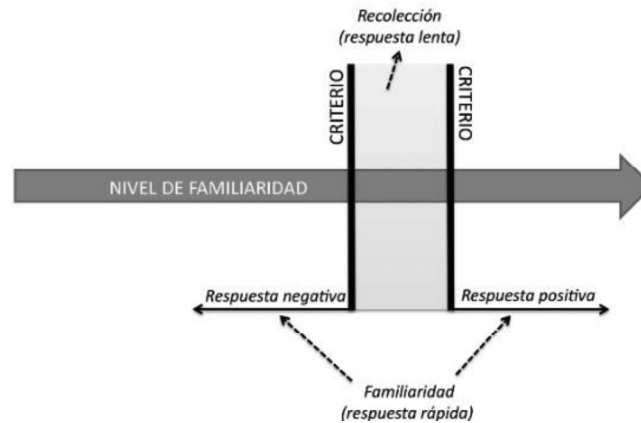 Recolección
(respuesta lenta)
CRITERIO
CRITERIO
NIVEL DE FAMILIARIDAD
Respuesta negativa
Respuesta positiva
Familiaridad
(respuesta rápida)